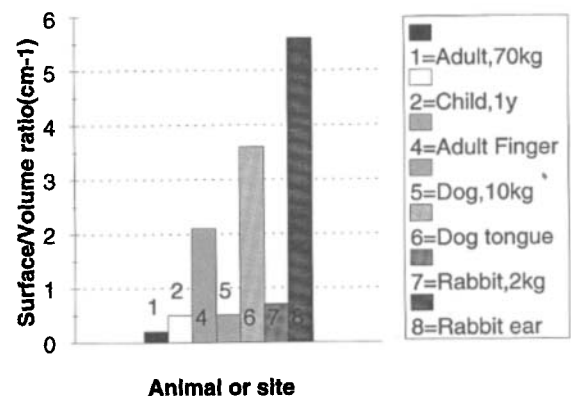 6
5
4
3
2
1
0
Surface/Volume ratio(cm-1)
1
2
4
5
6
7
8
Animal or site
1=Adult,70kg
2=Child,1y
4=Adult Finger
5=Dog,10kg
6=Dog tongue
7=Rabbit,2kg
8=Rabbit ear